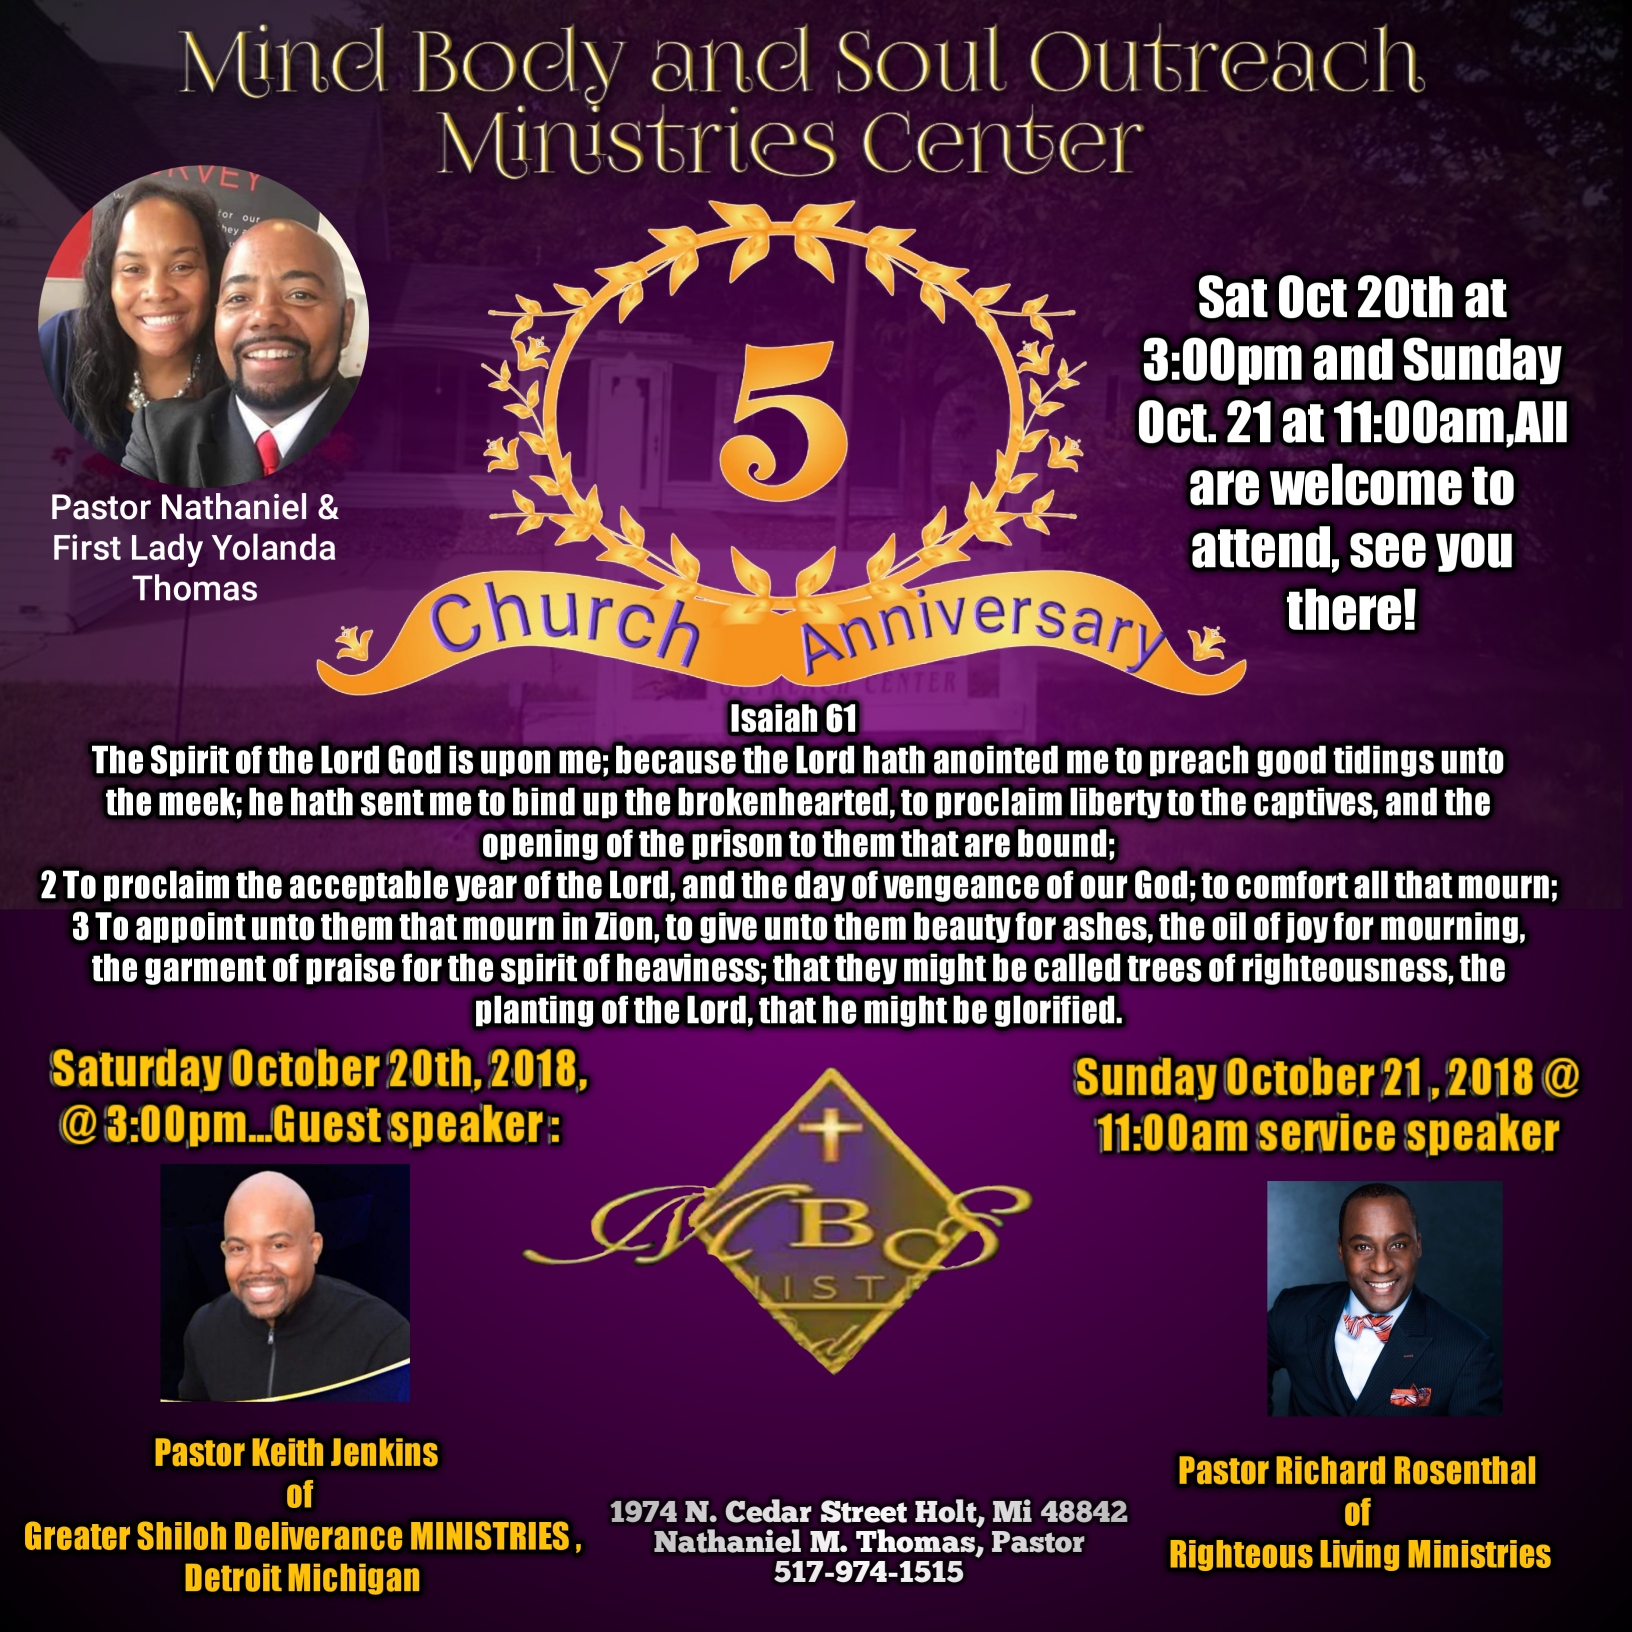 Mind Body and Soul Outreach
Ministries Center
RVEY
for our
they a
Pastor Nathaniel &
First Lady Yolanda
Thomas
5
Church Anniversary
OUTREACH CENTER
Sat Oct 20th at
3:00pm and Sunday
Oct. 21 at 11:00am,All
are welcome to
attend, see you
there!
Isaiah 61
The Spirit of the Lord God is upon me; because the Lord hath anointed me to preach good tidings unto
the meek; he hath sent me to bind up the brokenhearted, to proclaim liberty to the captives, and the
opening of the prison to them that are bound;
2 To proclaim the acceptable year of the Lord, and the day of vengeance of our God; to comfort all that mourn;
3 To appoint unto them that mourn in Zion, to give unto them beauty for ashes, the oil of joy for mourning,
the garment of praise for the spirit of heaviness; that they might be called trees of righteousness, the
planting of the Lord, that he might be glorified.
Saturday October 20th, 2018,
@ 3:00pm...Guest speaker :
Pastor Keith Jenkins
of
Greater Shiloh Deliverance MINISTRIES ,
Detroit Michigan
MBS
NISTR
1974 N. Cedar Street Holt, Mi 48842
Nathaniel M. Thomas, Pastor
517-974-1515
Sunday October 21 , 2018 @
11:00am service speaker
Pastor Richard Rosenthal
of
Righteous Living Ministries